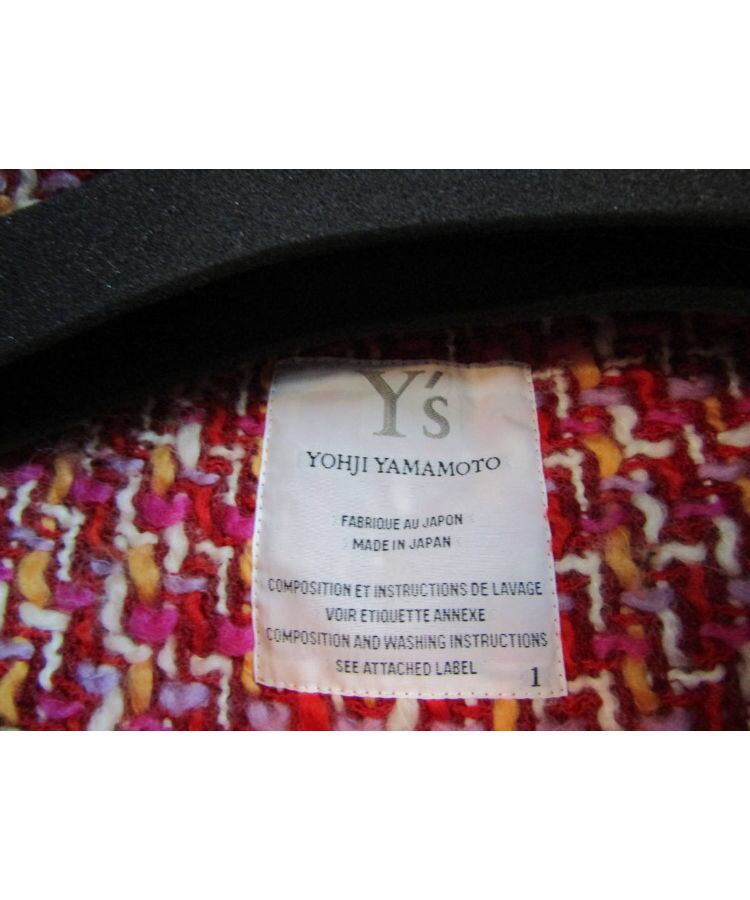 Y's
YOHJI YAMAMOTO
FABRIQUE AU JAPON
MADE IN JAPAN
COMPOSITION ET INSTRUCTIONS DE LAVAGE
VOIR ETIQUETTE ANNEXE
COMPOSITION AND WASHING INSTRUCTIONS
SEE ATTACHED LABEL
1